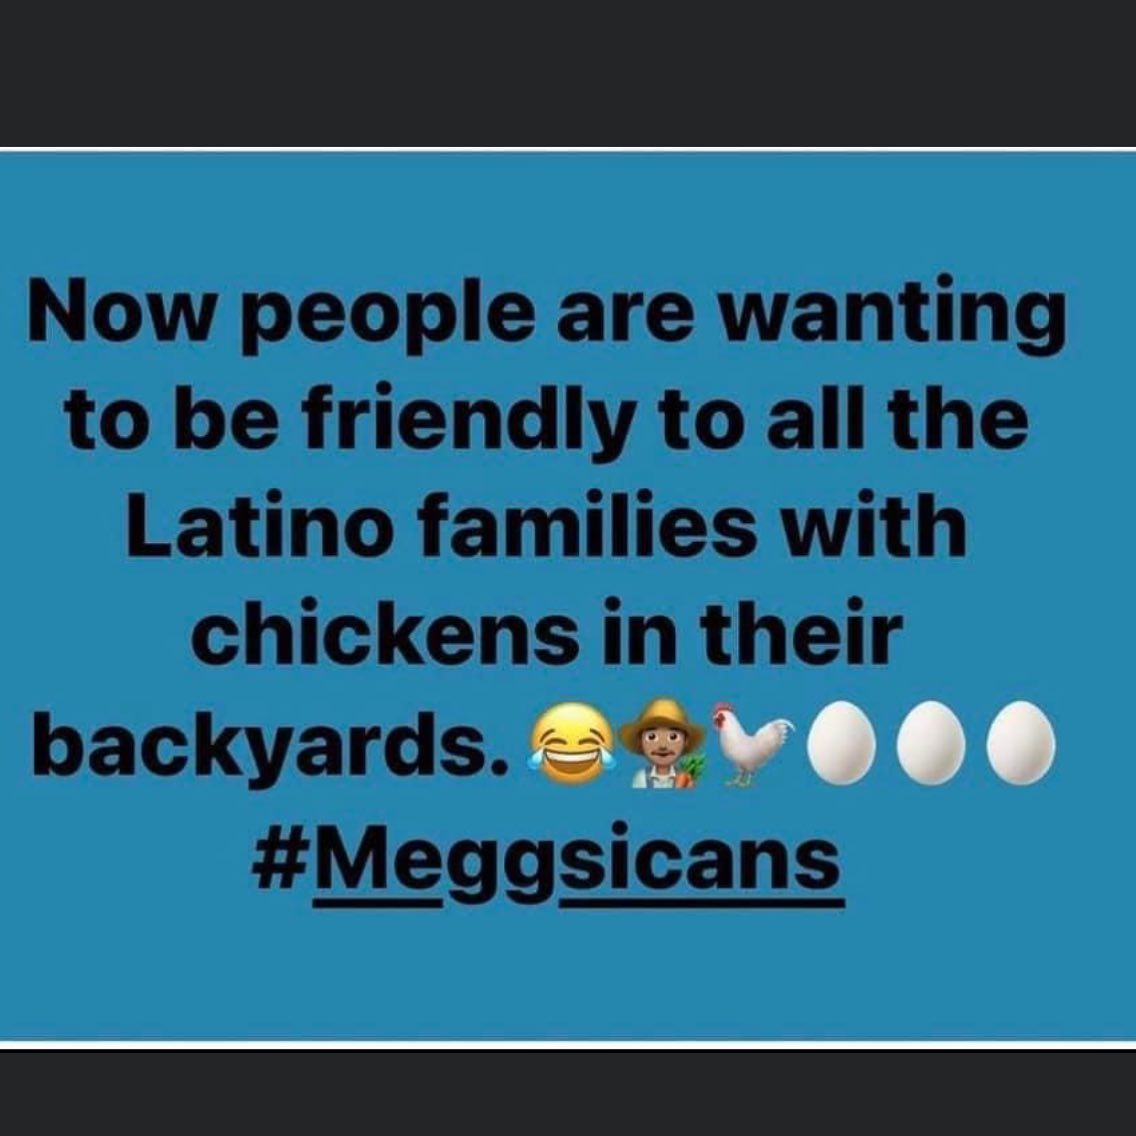 Now people are wanting
to be friendly to all the
Latino families with
chickens in their
backyards. 😂👨🏽‍🌾🐓🥚🥚🥚
#Meggsicans